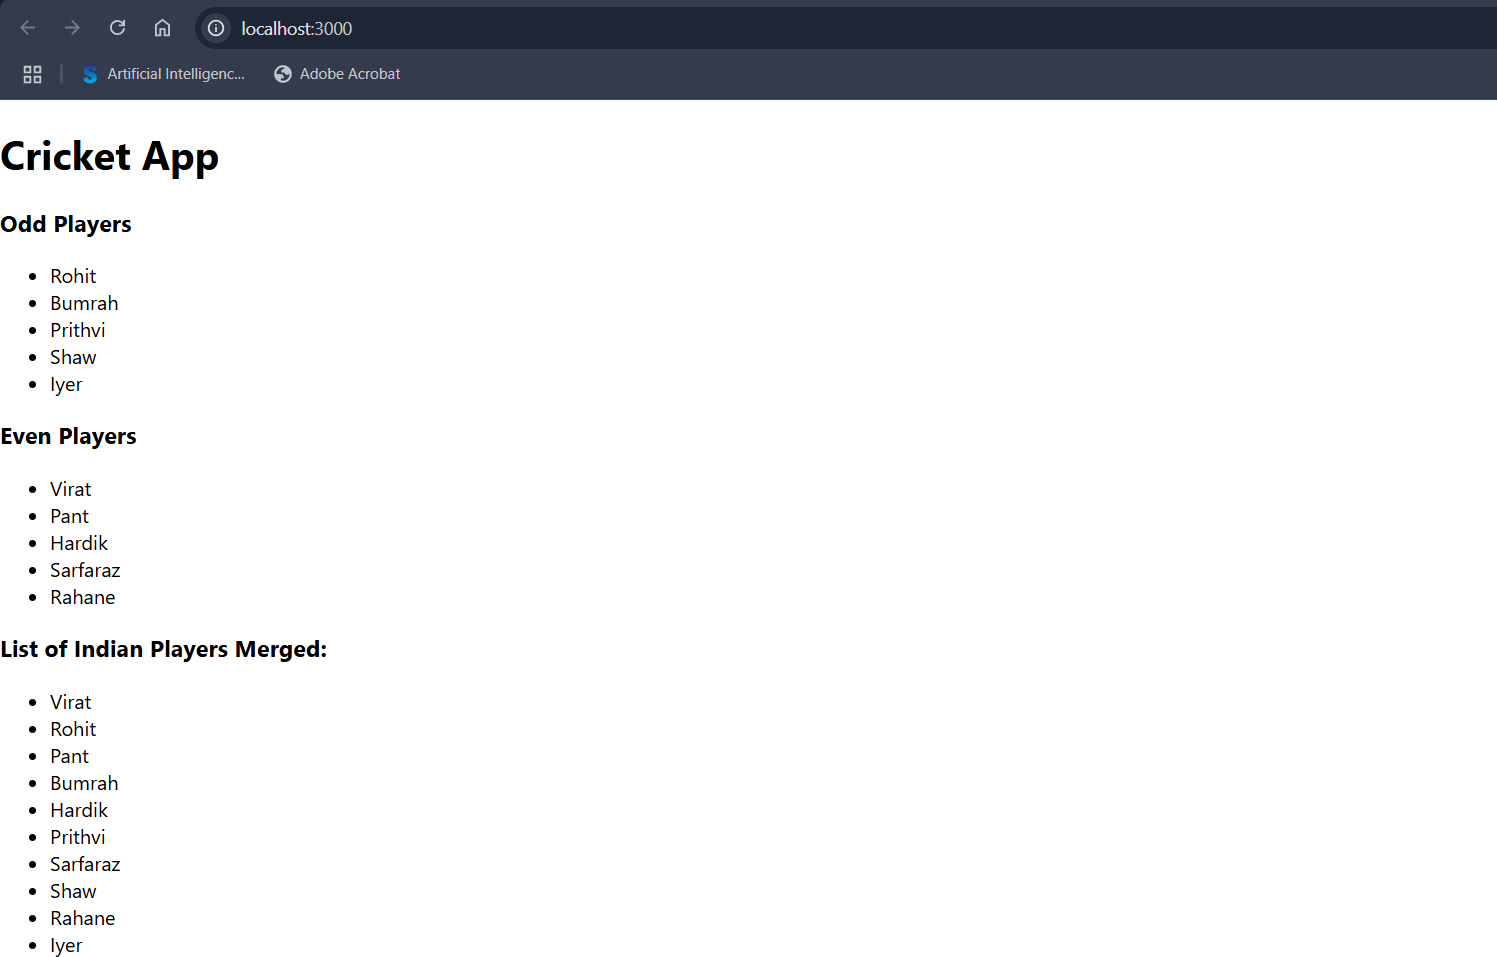 localhost:3000
Artificial Intelligenc...
Adobe Acrobat
Cricket App
Odd Players
Rohit
Bumrah
Prithvi
Shaw
Iyer
Even Players
Virat
Pant
Hardik
Sarfaraz
Rahane
List of Indian Players Merged:
Virat
Rohit
Pant
Bumrah
Hardik
Prithvi
Sarfaraz
Shaw
Rahane
Iyer